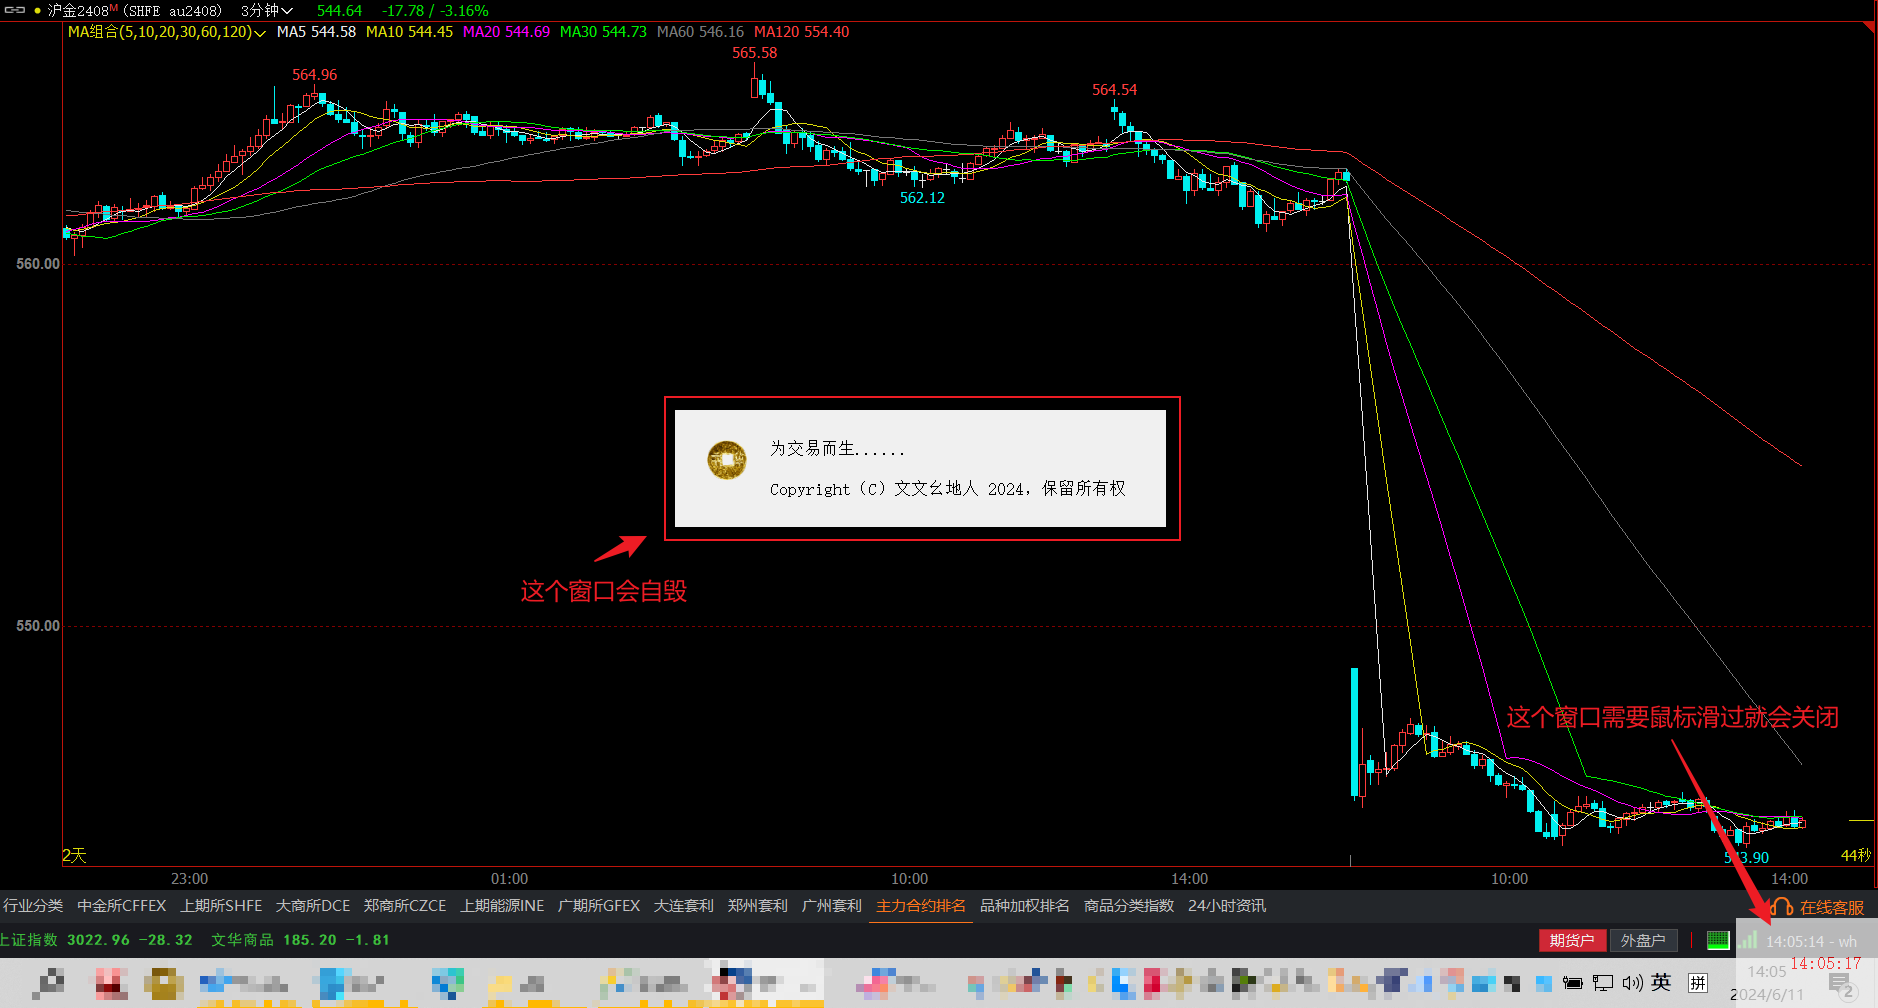 沪金2408M (SHFE au2408) 3分钟 544.64 -17.78 / -3.16%
MA组合(5,10,20,30,60,120) MA5 544.58 MA10 544.45 MA20 544.69 MA30 544.73 MA60 546.16 MA120 554.40
565.58
564.96
564.54
562.12
560.00
为交易而生......
Copyright (C) 文文幺地人 2024, 保留所有权
这个窗口会自毁
550.00
这个窗口需要鼠标滑过就会关闭
2天
543.90
44秒
23:00 01:00 10:00 14:00 10:00 14:00
行业分类 中金所CFFEX 上期所SHFE 大商所DCE 郑商所CZCE 上期能源INE 广期所GFEX 大连套利 郑州套利 广州套利 主力合约排名 品种加权排名 商品分类指数 24小时资讯 在线客服
上证指数 3022.96 -28.32 文华商品 185.20 -1.81 期货户 外盘户 14:05:14 - wh
14:05:17
英 拼 14:05
2024/6/11 2